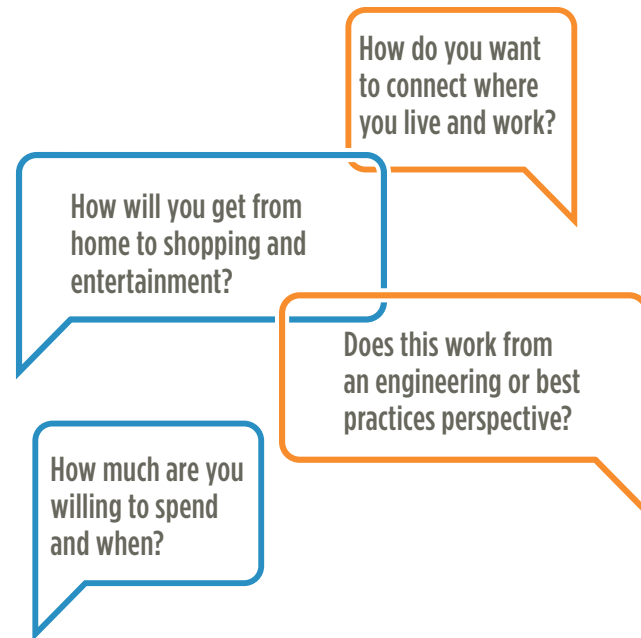 How do you want
to connect where
you live and work?
How will you get from
home to shopping and
entertainment?
Does this work from
an engineering or best
practices perspective?
How much are you
willing to spend
and when?